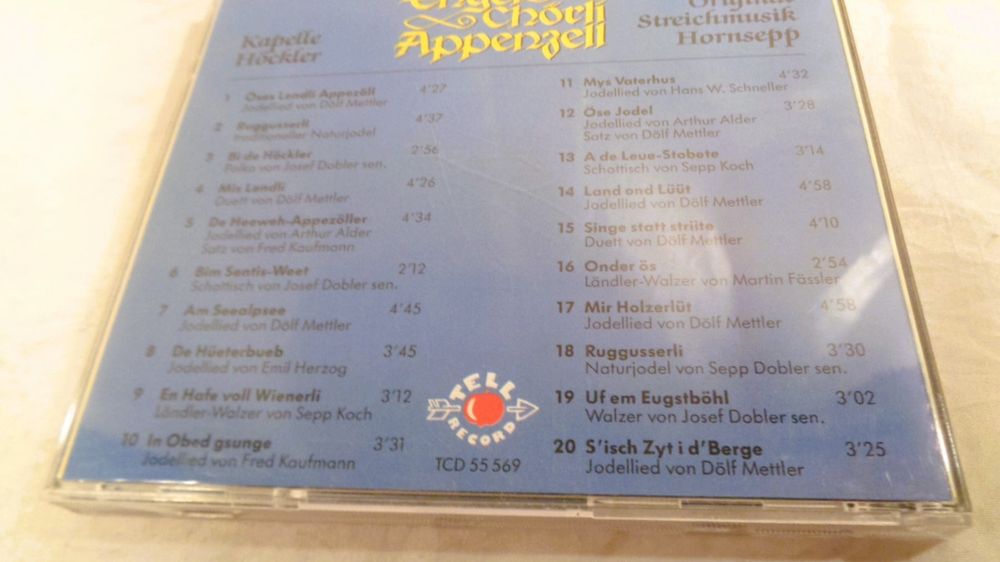 Engel-Chörli
Appenzell
Kapelle
Höckler
Original
Streichmusik
Hornsepp
1 Oses Lendli Appezöll 4'27
Jodellied von Dölf Mettler
2 Ruggusserli 4'37
traditioneller Naturjodel
3 Bi de Höckler 2'56
Polka von Josef Dobler sen.
4 Mis Lendli 4'26
Duett von Dölf Mettler
5 De Heeweh-Appezöller 4'34
Jodellied von Arthur Alder
Satz von Fred Kaufmann
6 Bim Sentis-Weet 2'12
Schottisch von Josef Dobler sen.
7 Am Seealpsee 4'45
Jodellied von Dölf Mettler
8 De Hüeterbueb 3'45
Jodellied von Emil Herzog
9 En Hafe voll Wienerli 3'12
Ländler-Walzer von Sepp Koch
10 In Obed gsunge 3'31
Jodellied von Fred Kaufmann
11 Mys Vaterhus 4'32
Jodellied von Hans W. Schneller
12 Öse Jodel 3'28
Jodellied von Arthur Alder
Satz von Dölf Mettler
13 A de Leue-Stobete 3'14
Schottisch von Sepp Koch
14 Land ond Lüüt 4'58
Jodellied von Dölf Mettler
15 Singe statt striite 4'10
Duett von Dölf Mettler
16 Onder ös 2'54
Ländler-Walzer von Martin Fässler
17 Mir Holzerlüt 4'58
Jodellied von Dölf Mettler
18 Ruggusserli 3'30
Naturjodel von Sepp Dobler sen.
19 Uf em Eugstböhl 3'02
Walzer von Josef Dobler sen.
20 S'isch Zyt i d'Berge 3'25
Jodellied von Dölf Mettler
TELL
RECORD
TCD 55 569